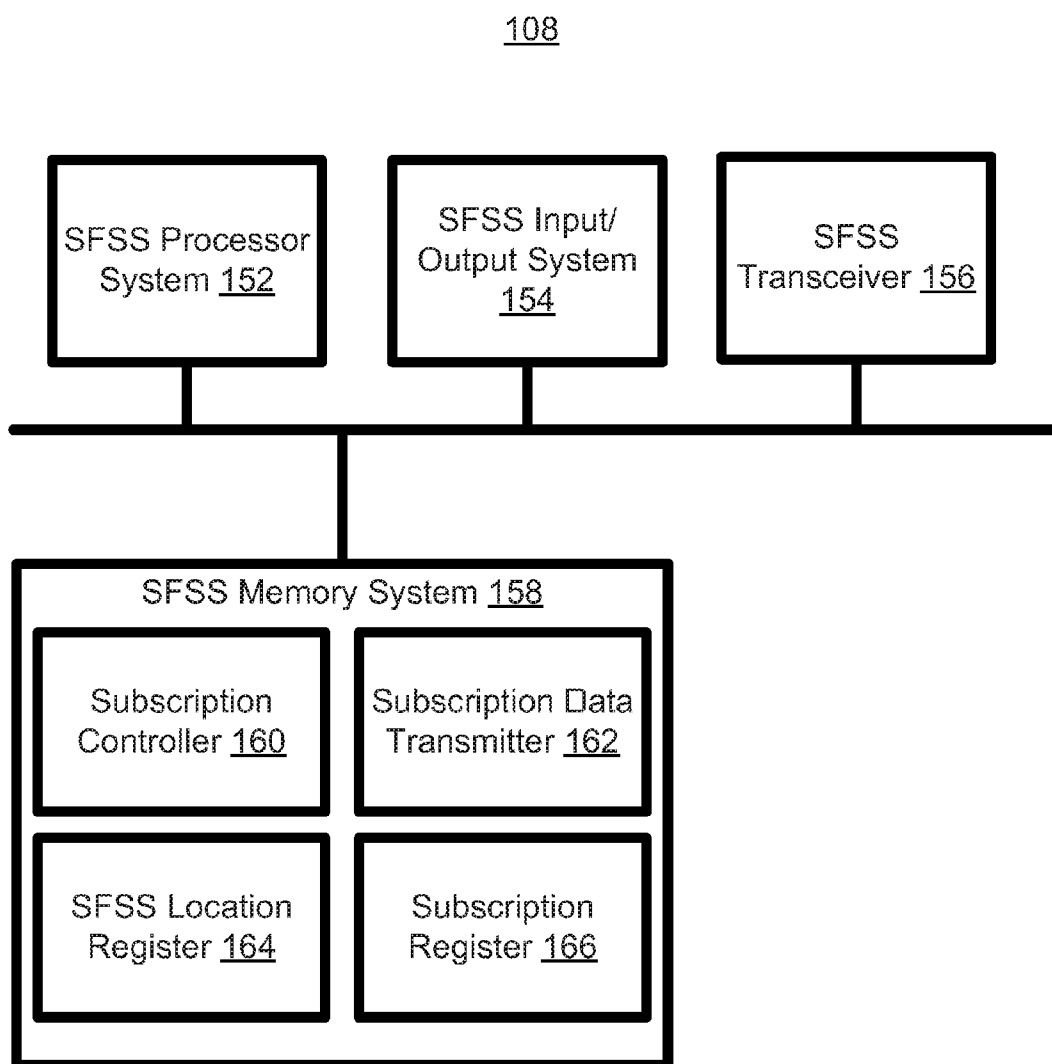 108
SFSS Processor
System 152
SFSS Input/
Output System
154
SFSS
Transceiver 156
SFSS Memory System 158
Subscription
Controller 160
Subscription Data
Transmitter 162
SFSS Location
Register 164
Subscription
Register 166